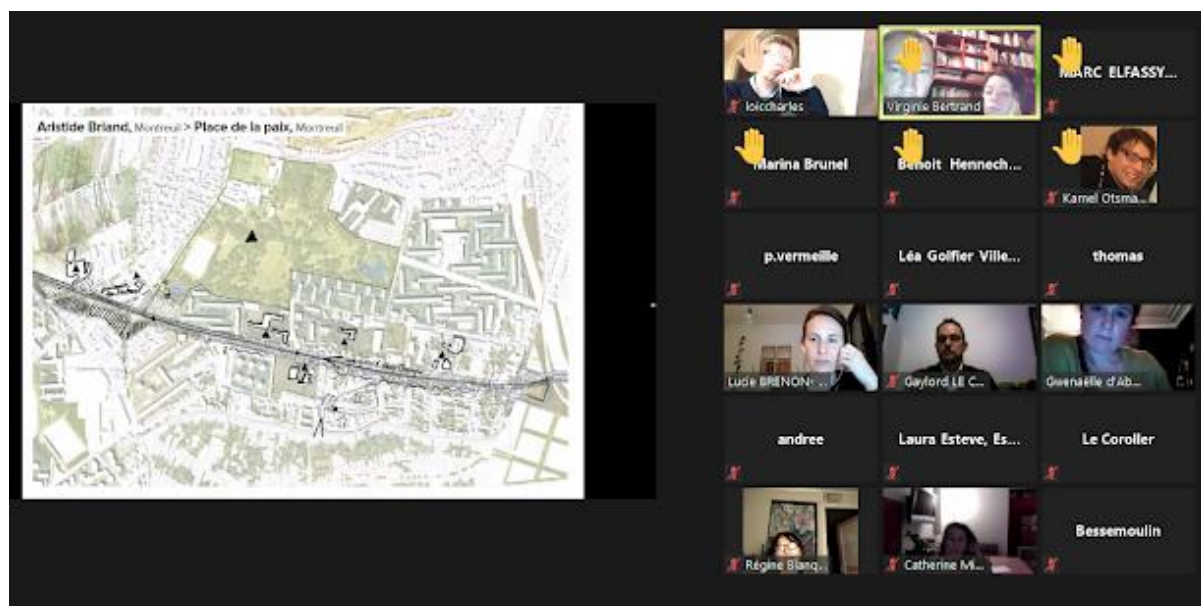 Aristide Briand, Montreuil > Place de la paix, Montreuil
loiccharles
Virginie Bertrand
MARC ELFASSY...
Marina Brunel
Benoit Hennech...
Kamel Otsma...
p.vermeille
Léa Golfier Ville...
thomas
Lucie BRENON- ...
Gaylord LE C...
Gwenaëlle d'Ab...
andree
Laura Esteve, Es...
Le Coroller
Régine Blanq...
Catherine Mi...
Bessemoulin